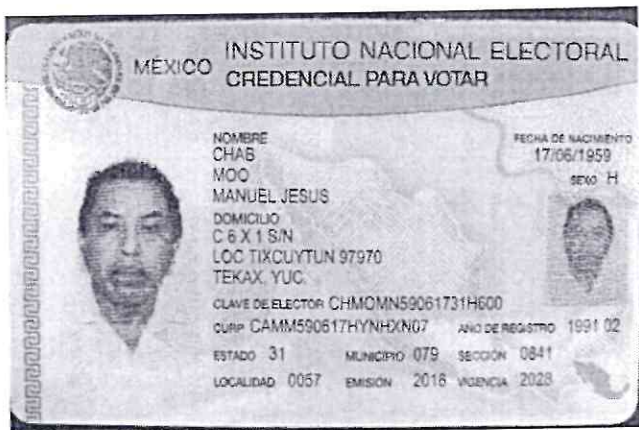 MÉXICO
INSTITUTO NACIONAL ELECTORAL
CREDENCIAL PARA VOTAR
NOMBRE
CHAB
MOO
MANUEL JESUS
FECHA DE NACIMIENTO
17/06/1959
SEXO H
DOMICILIO
C 6 X 1 S/N
LOC TIXCUYTUN 97970
TEKAX, YUC.
CLAVE DE ELECTOR CHMOMN59061731H600
CURP CAMM590617HYNHXN07 AÑO DE REGISTRO 1991 02
ESTADO 31 MUNICIPIO 079 SECCIÓN 0841
LOCALIDAD 0057 EMISIÓN 2018 VIGENCIA 2028